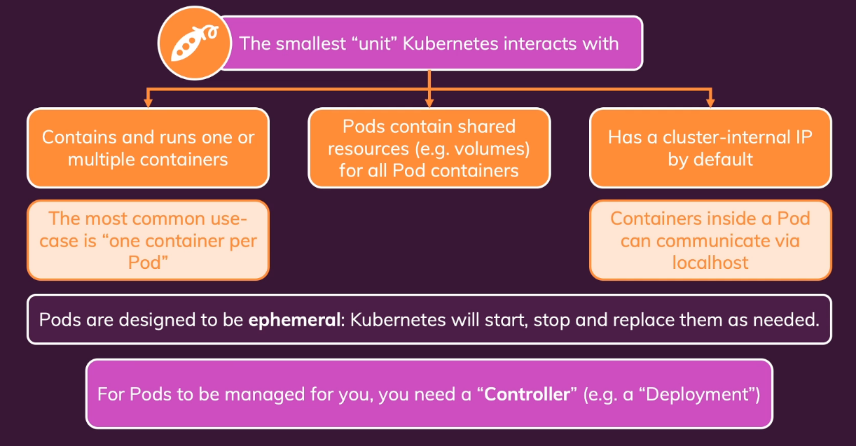 The smallest “unit” Kubernetes interacts with
Contains and runs one or
multiple containers
Pods contain shared
resources (e.g. volumes)
for all Pod containers
Has a cluster-internal IP
by default
The most common use-
case is “one container per
Pod”
Containers inside a Pod
can communicate via
localhost
Pods are designed to be ephemeral: Kubernetes will start, stop and replace them as needed.
For Pods to be managed for you, you need a “Controller” (e.g. a “Deployment”)